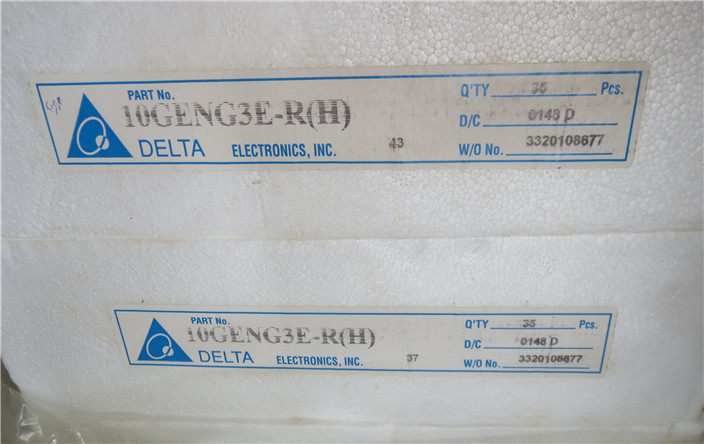 PART No.
10GENG3E-R(H)
DELTA ELECTRONICS, INC. 43
Q'TY 35 Pcs.
D/C 0148 D
W/O No. 3320108677
PART No.
10GENG3E-R(H)
DELTA ELECTRONICS, INC. 37
Q'TY 35 Pcs.
D/C 0148 D
W/O No. 3320108677